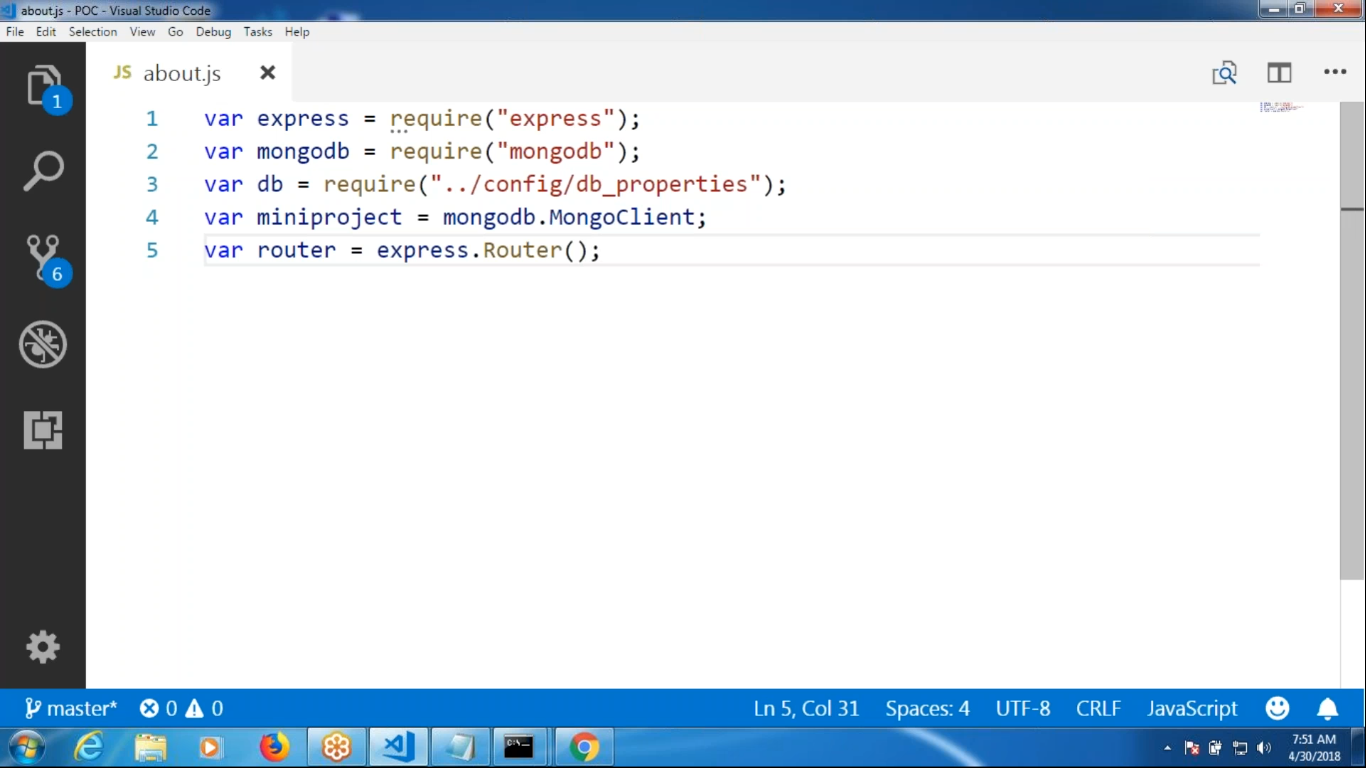 about.js - POC - Visual Studio Code
File Edit Selection View Go Debug Tasks Help
JS about.js
1 var express = require("express");
2 var mongodb = require("mongodb");
3 var db = require("../config/db_properties");
4 var miniproject = mongodb.MongoClient;
5 var router = express.Router();
1
6
master* 0 0 Ln 5, Col 31 Spaces: 4 UTF-8 CRLF JavaScript
7:51 AM
4/30/2018